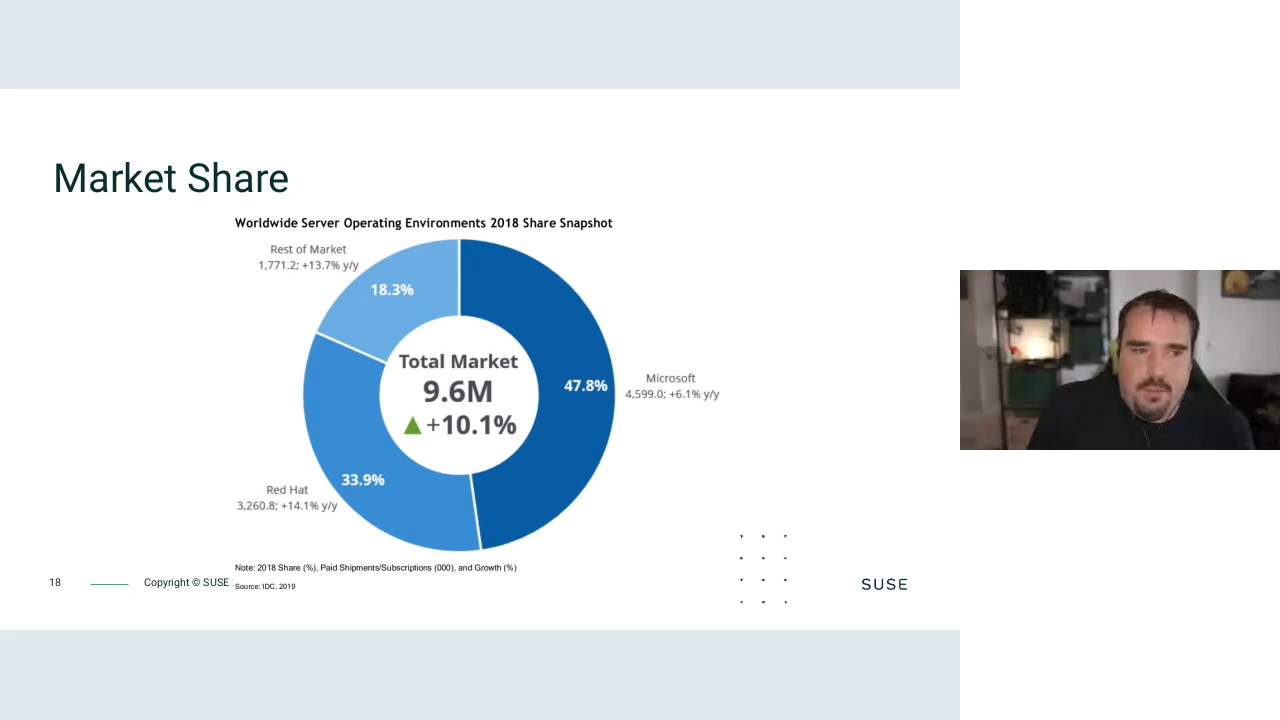 Market Share
Worldwide Server Operating Environments 2018 Share Snapshot
Rest of Market
1,771.2; +13.7% y/y
18.3%
Total Market
9.6M
▲+10.1%
47.8%
Microsoft
4,599.0; +6.1% y/y
33.9%
Red Hat
3,260.8; +14.1% y/y
Note: 2018 Share (%), Paid Shipments/Subscriptions (000), and Growth (%)
Source: IDC, 2019
18
Copyright © SUSE
SUSE